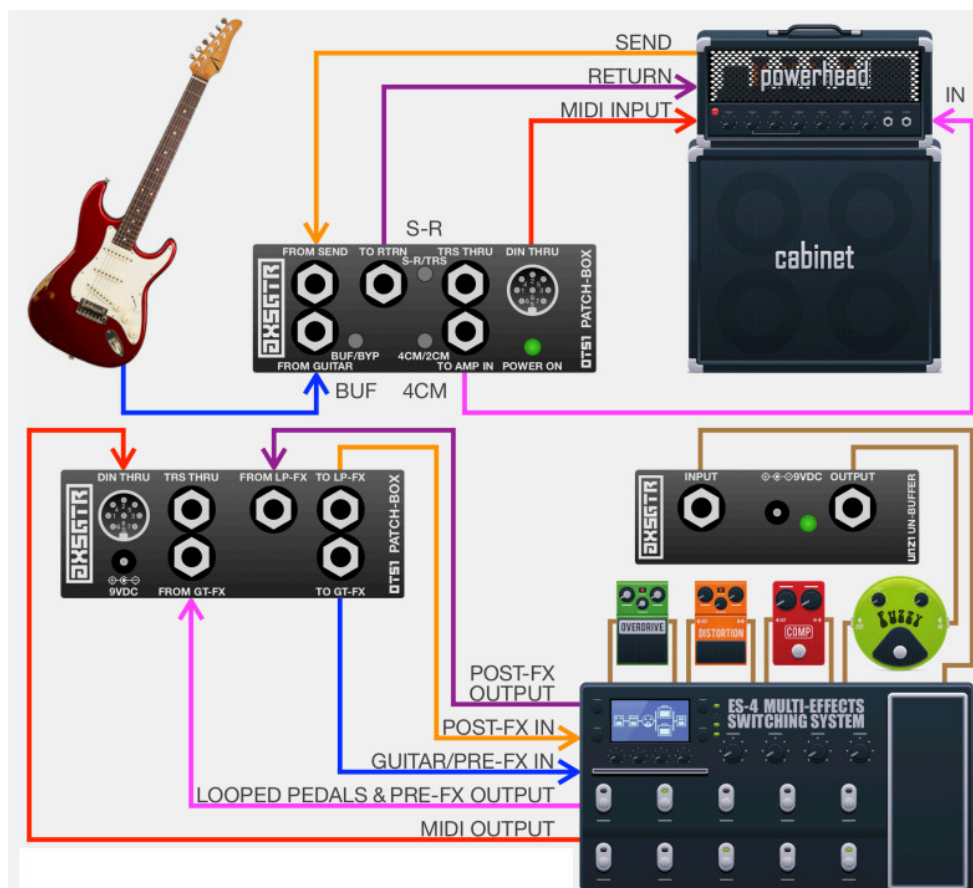 SEND
RETURN
MIDI INPUT
powerhead
IN
cabinet
S-R
FROM SEND
TO RTRN
S-R/TRS
TRS THRU
DIN THRU
AXSGTR
PATCH-BOX
BUF/BYP
4CM/2CM
FROM GUITAR
TO AMP IN
POWER ON
BUF
4CM
DIN THRU
TRS THRU
FROM LP-FX
TO LP-FX
AXSGTR
PATCH-BOX
9VDC
FROM GT-FX
TO GT-FX
INPUT
9VDC
OUTPUT
AXSGTR
UN-BUFFER
OVERDRIVE
DISTORTION
COMP
FUZZY
POST-FX
OUTPUT
POST-FX IN
GUITAR/PRE-FX IN
LOOPED PEDALS & PRE-FX OUTPUT
MIDI OUTPUT
ES-4 MULTI-EFFECTS
SWITCHING SYSTEM